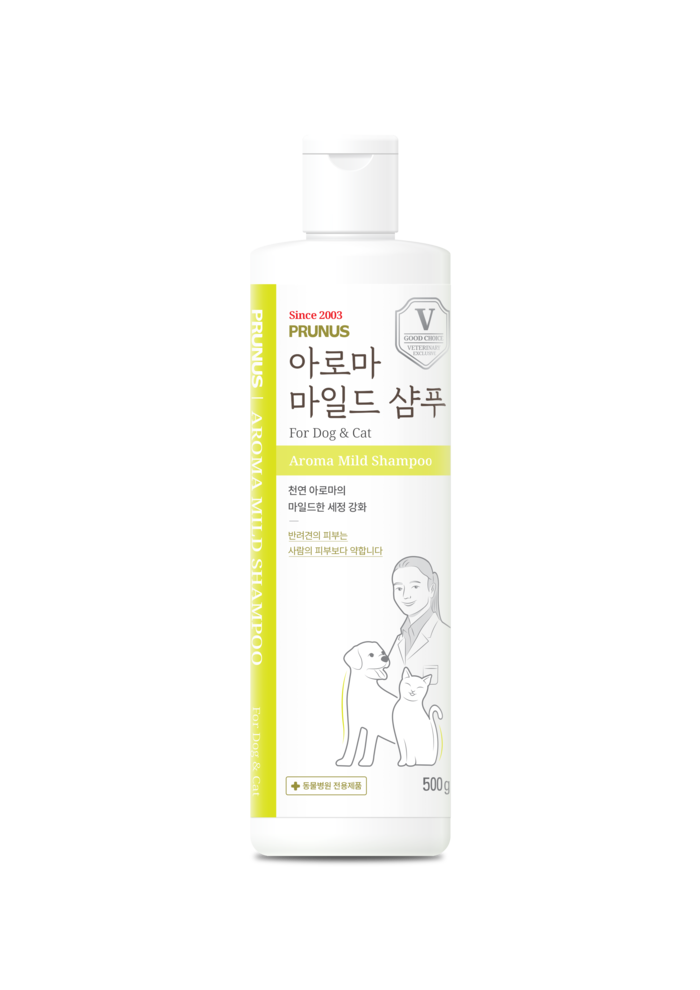 Since 2003
PRUNUS
아로마
마일드 샴푸
For Dog & Cat
Aroma Mild Shampoo
천연 아로마의
마일드한 세정 강화
반려견의 피부는
사람의 피부보다 약합니다
V
GOOD CHOICE
VETERINARY
EXCLUSIVE
동물병원 전용제품
500g
PRUNUS | AROMA MILD SHAMPOO
For Dog & Cat